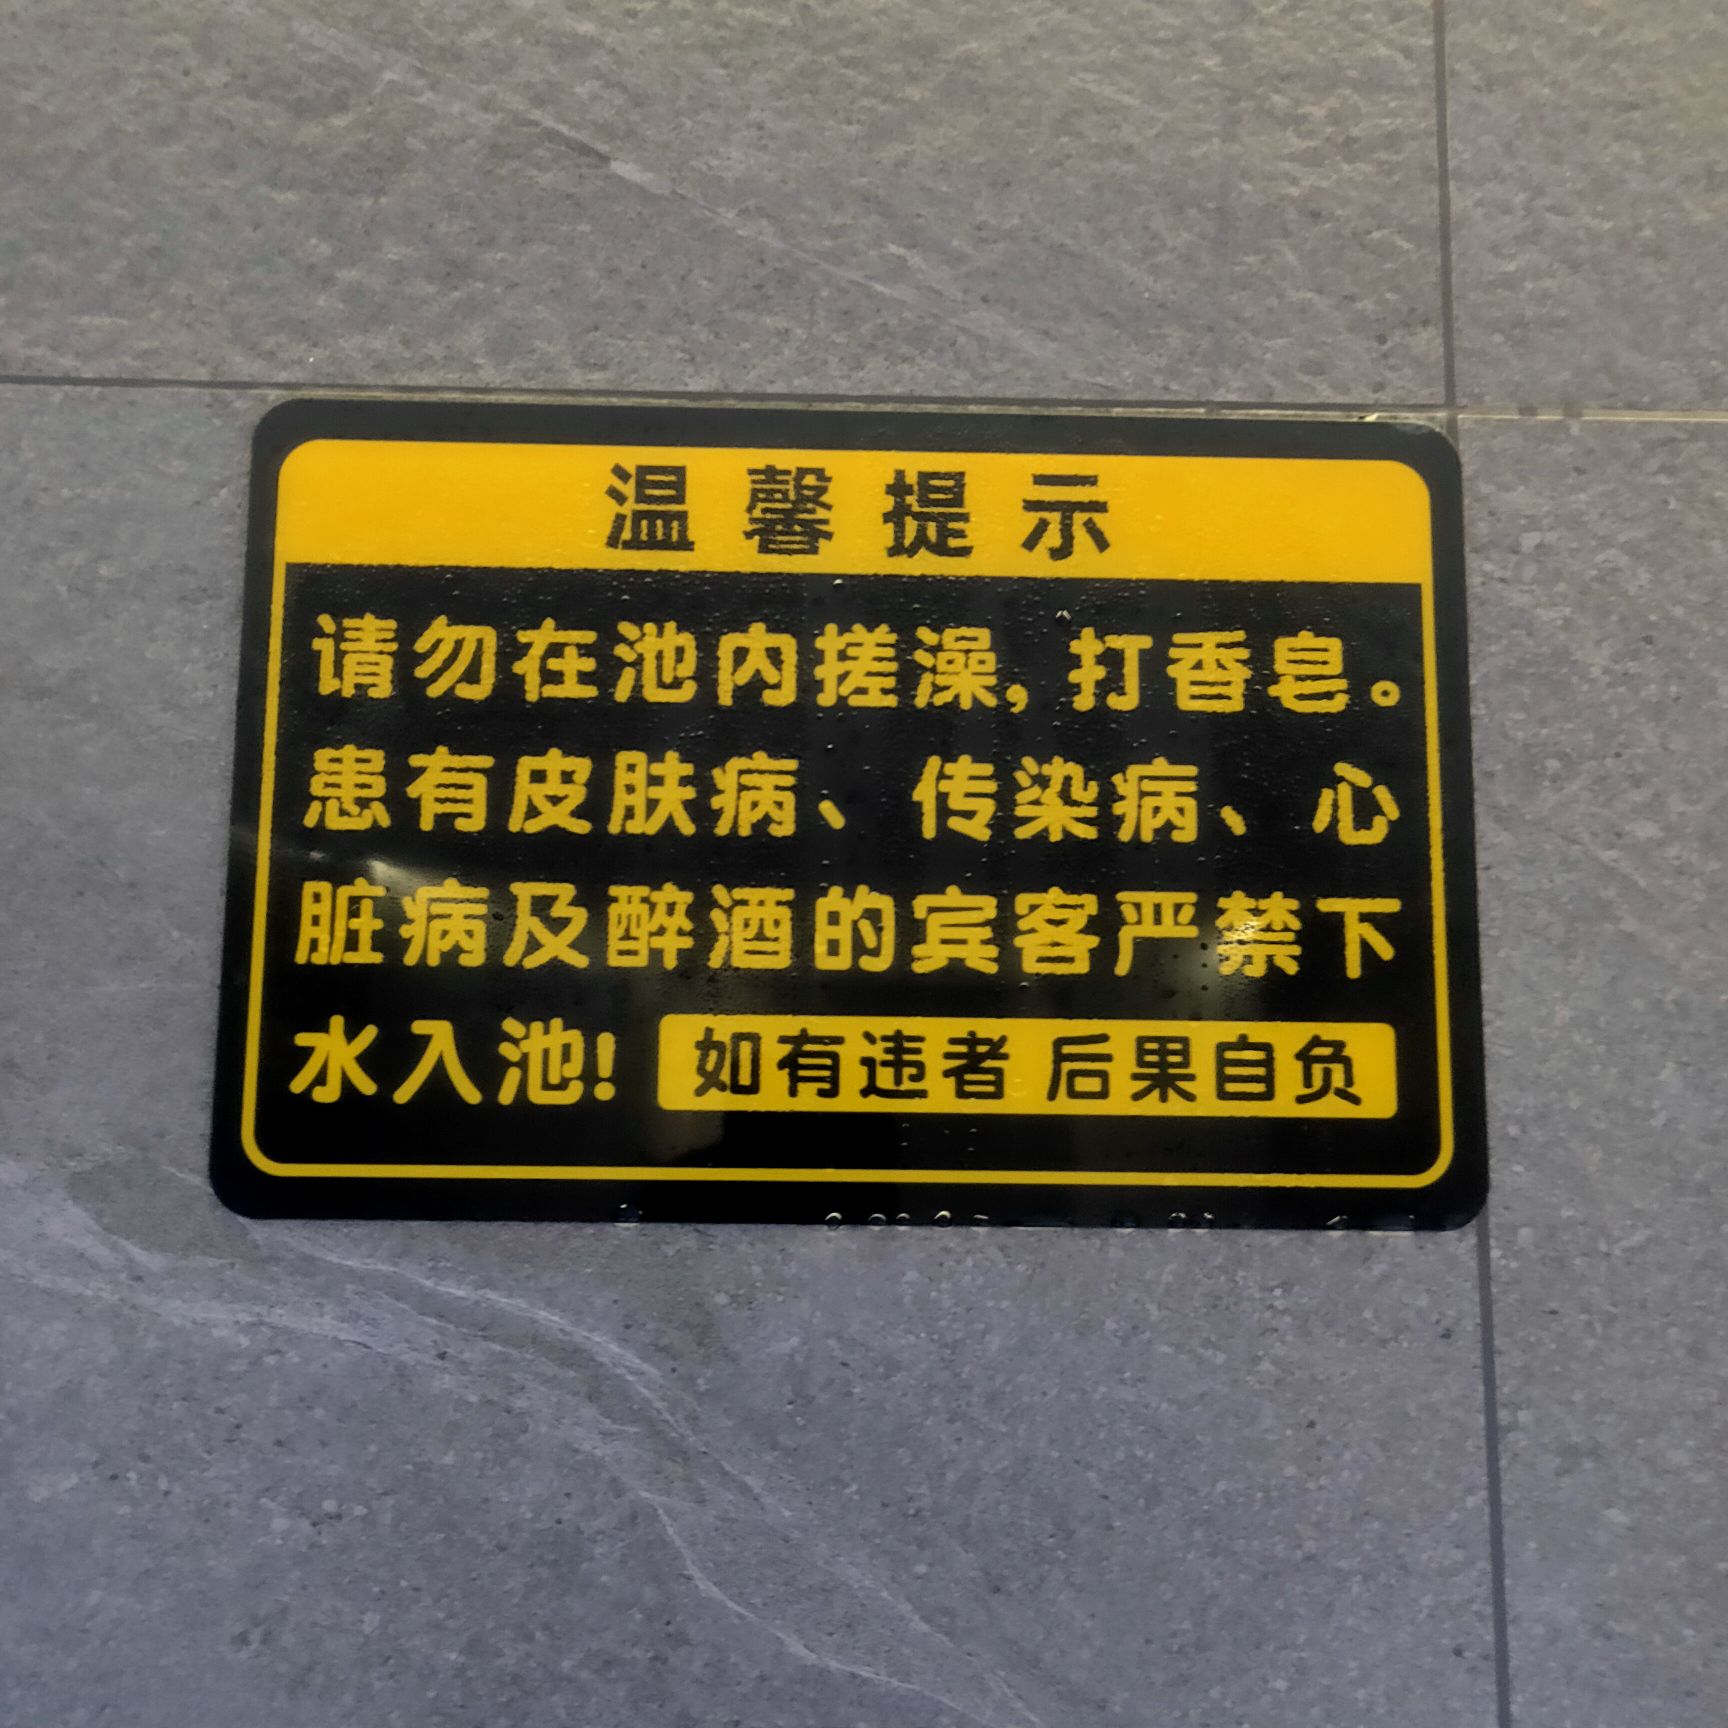 温馨提示
请勿在池内搓澡,打香皂。
患有皮肤病、传染病、心
脏病及醉酒的宾客严禁下
水入池! 如有违者 后果自负